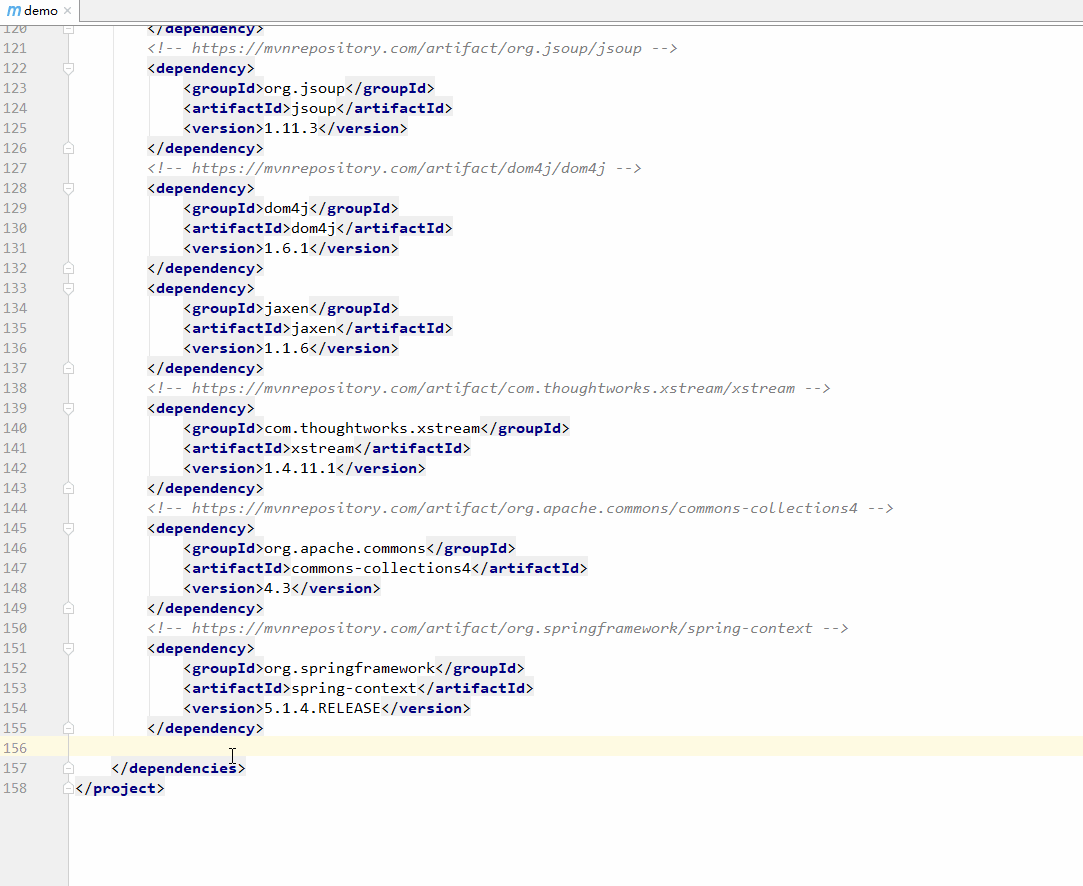 m demo ×
120         </dependency>
121         <!-- https://mvnrepository.com/artifact/org.jsoup/jsoup -->
122         <dependency>
123             <groupId>org.jsoup</groupId>
124             <artifactId>jsoup</artifactId>
125             <version>1.11.3</version>
126         </dependency>
127         <!-- https://mvnrepository.com/artifact/dom4j/dom4j -->
128         <dependency>
129             <groupId>dom4j</groupId>
130             <artifactId>dom4j</artifactId>
131             <version>1.6.1</version>
132         </dependency>
133         <dependency>
134             <groupId>jaxen</groupId>
135             <artifactId>jaxen</artifactId>
136             <version>1.1.6</version>
137         </dependency>
138         <!-- https://mvnrepository.com/artifact/com.thoughtworks.xstream/xstream -->
139         <dependency>
140             <groupId>com.thoughtworks.xstream</groupId>
141             <artifactId>xstream</artifactId>
142             <version>1.4.11.1</version>
143         </dependency>
144         <!-- https://mvnrepository.com/artifact/org.apache.commons/commons-collections4 -->
145         <dependency>
146             <groupId>org.apache.commons</groupId>
147             <artifactId>commons-collections4</artifactId>
148             <version>4.3</version>
149         </dependency>
150         <!-- https://mvnrepository.com/artifact/org.springframework/spring-context -->
151         <dependency>
152             <groupId>org.springframework</groupId>
153             <artifactId>spring-context</artifactId>
154             <version>5.1.4.RELEASE</version>
155         </dependency>
156
157     </dependencies>
158 </project>